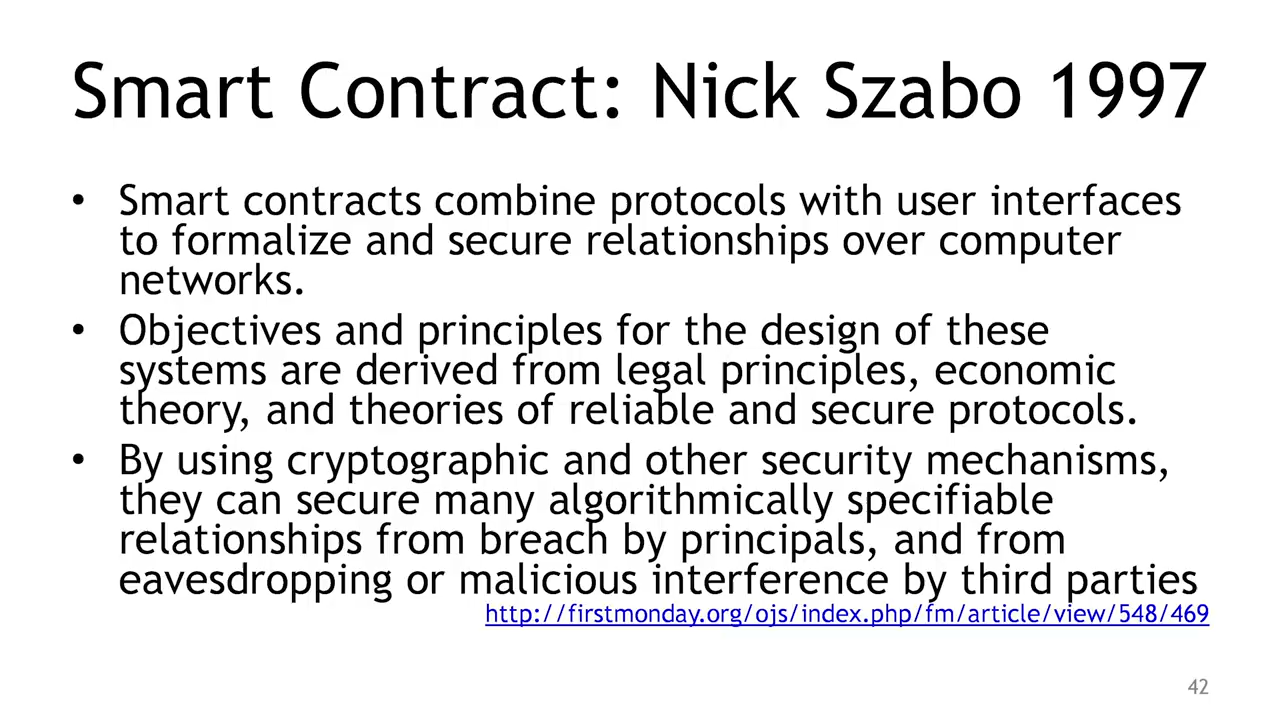 Smart Contract: Nick Szabo 1997
• Smart contracts combine protocols with user interfaces
to formalize and secure relationships over computer
networks.
• Objectives and principles for the design of these
systems are derived from legal principles, economic
theory, and theories of reliable and secure protocols.
• By using cryptographic and other security mechanisms,
they can secure many algorithmically specifiable
relationships from breach by principals, and from
eavesdropping or malicious interference by third parties
http://firstmonday.org/ojs/index.php/fm/article/view/548/469
42